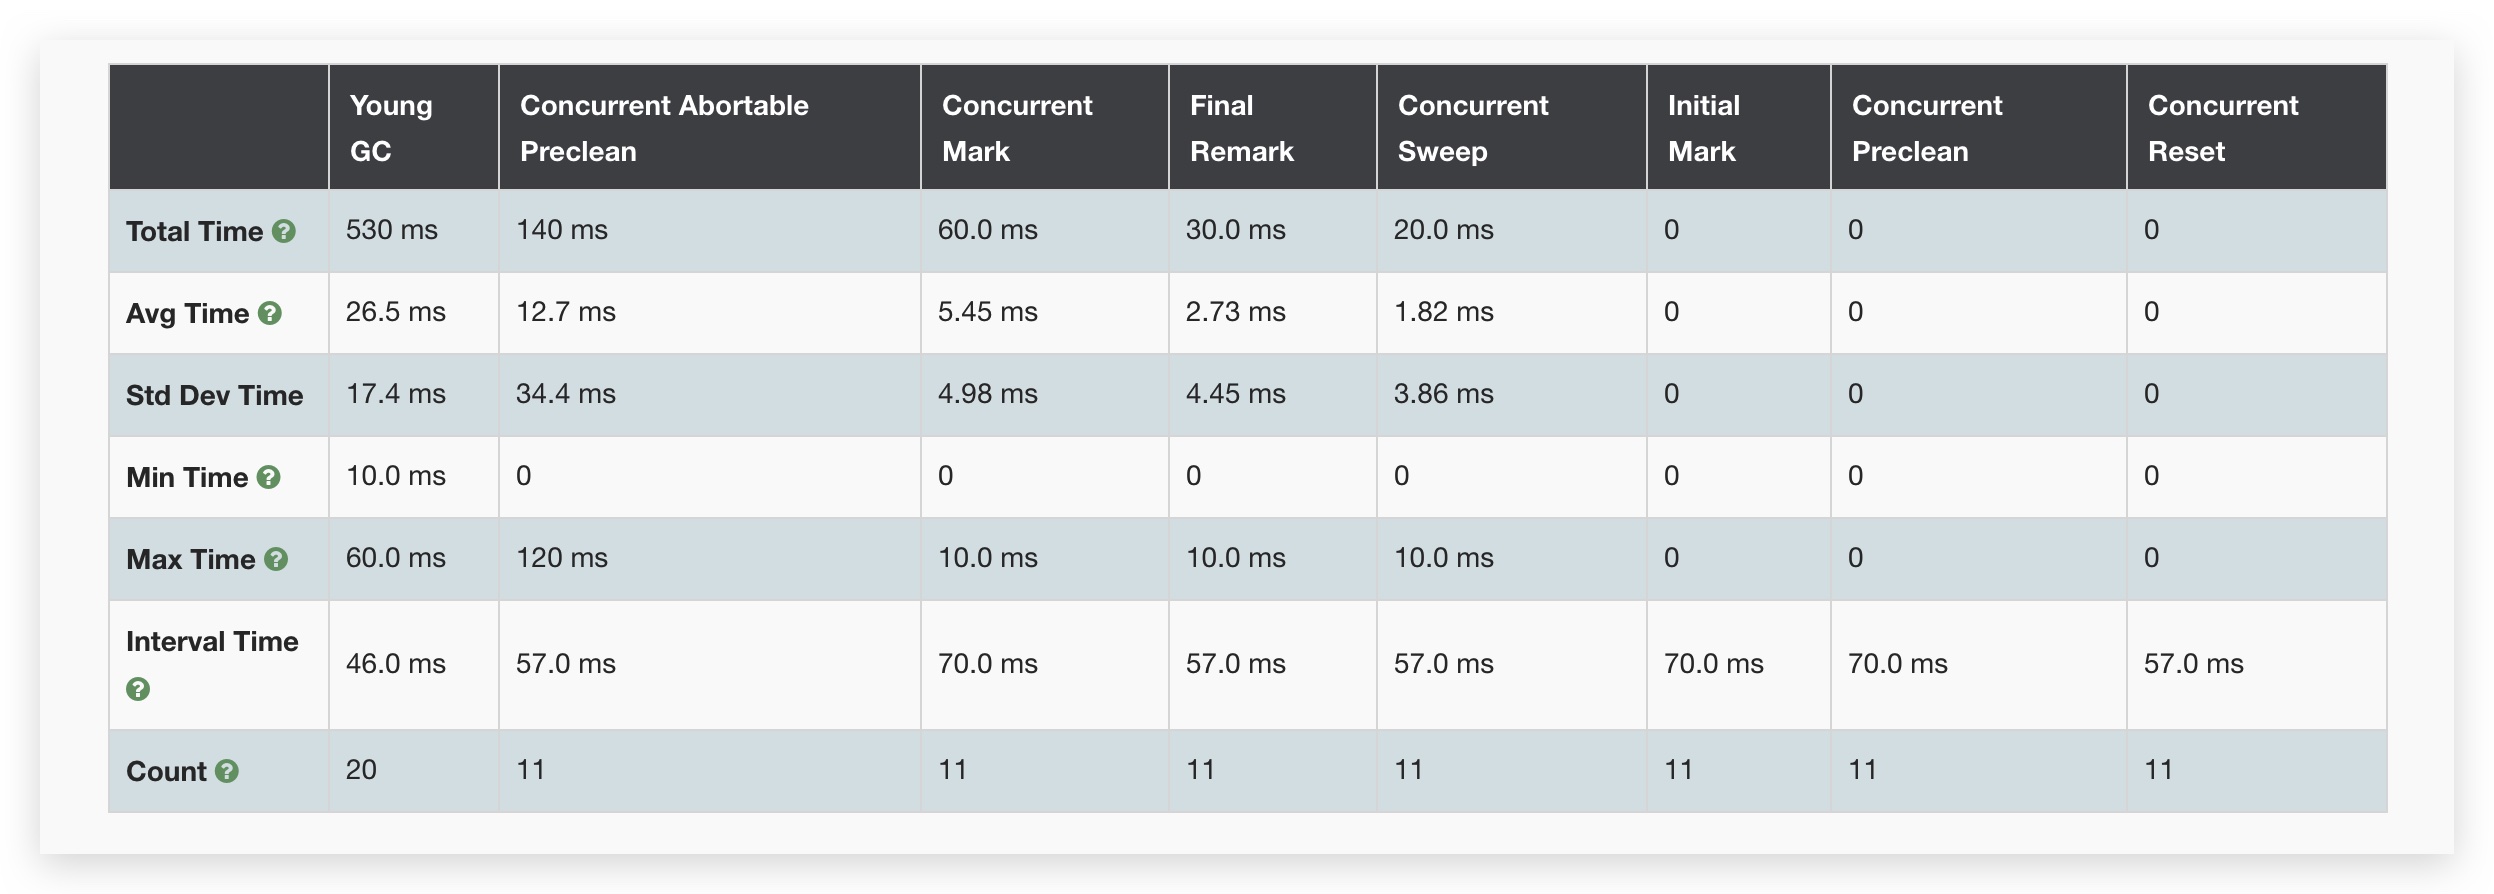 Young GC Concurrent Abortable Preclean Concurrent Mark Final Remark Concurrent Sweep Initial Mark Concurrent Preclean Concurrent Reset
Total Time ? 530 ms 140 ms 60.0 ms 30.0 ms 20.0 ms 0 0 0
Avg Time ? 26.5 ms 12.7 ms 5.45 ms 2.73 ms 1.82 ms 0 0 0
Std Dev Time 17.4 ms 34.4 ms 4.98 ms 4.45 ms 3.86 ms 0 0 0
Min Time ? 10.0 ms 0 0 0 0 0 0 0
Max Time ? 60.0 ms 120 ms 10.0 ms 10.0 ms 10.0 ms 0 0 0
Interval Time ? 46.0 ms 57.0 ms 70.0 ms 57.0 ms 57.0 ms 70.0 ms 70.0 ms 57.0 ms
Count ? 20 11 11 11 11 11 11 11